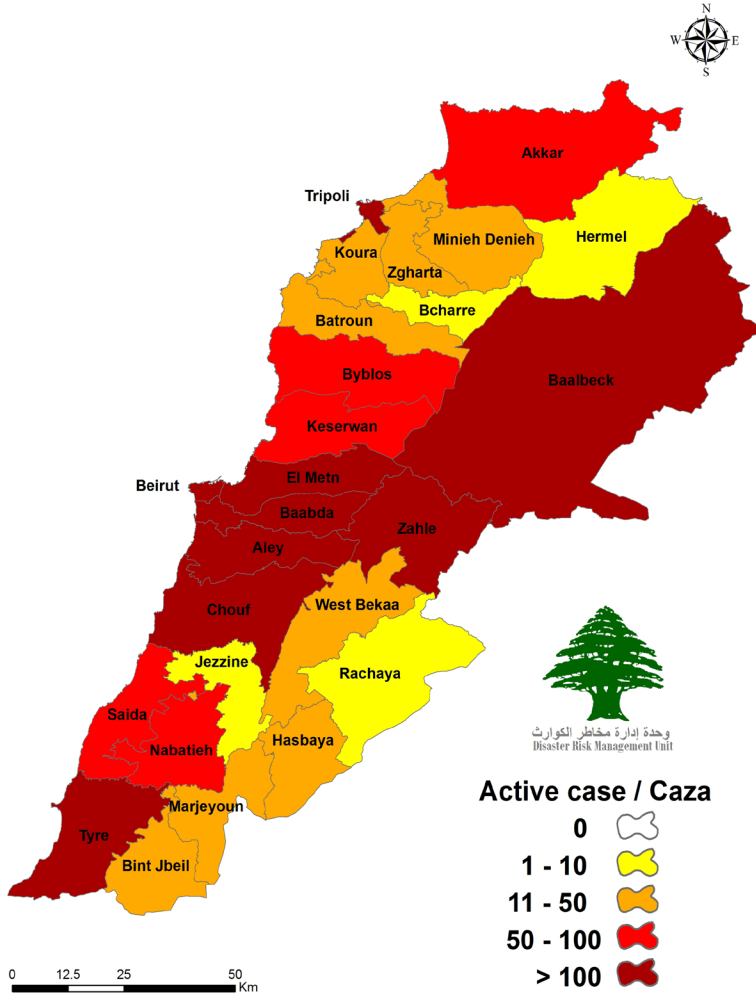 N
W E
S
Akkar
Tripoli
Hermel
Minieh Denieh
Koura
Zgharta
Bcharre
Batroun
Byblos
Baalbeck
Keserwan
El Metn
Beirut
Baabda
Zahle
Aley
West Bekaa
Chouf
Jezzine
Rachaya
Saida
وحدة إدارة مخاطر الكوارث
Hasbaya
Disaster Risk Management Unit
Nabatieh
Active case / Caza
Marjeyoun
0
Tyre
Bint Jbeil
1 - 10
11 - 50
50 - 100
> 100
0 12.5 25 50
Km